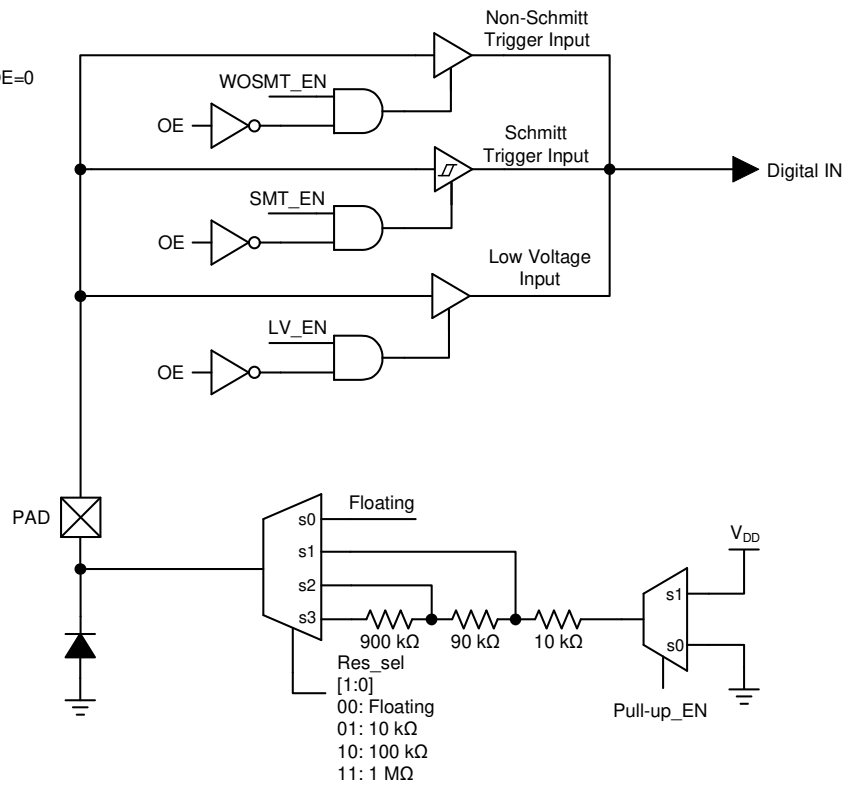 Non-Schmitt
Trigger Input
E=0
WOSMT_EN
OE
Schmitt
Trigger Input
Digital IN
SMT_EN
OE
Low Voltage
Input
LV_EN
OE
PAD
Floating
s0
s1
s2
s3
900 kΩ
90 kΩ
10 kΩ
VDD
s1
s0
Pull-up_EN
Res_sel
[1:0]
00: Floating
01: 10 kΩ
10: 100 kΩ
11: 1 MΩ